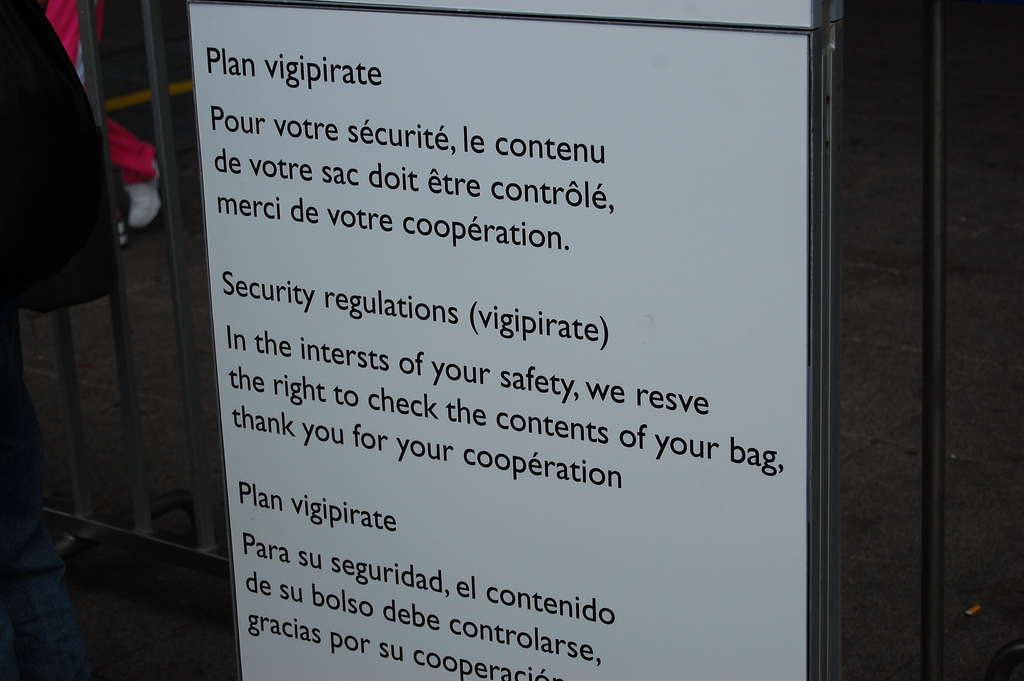 Plan vigipirate
Pour votre sécurité, le contenu
de votre sac doit être contrôlé,
merci de votre coopération.
Security regulations (vigipirate)
In the intersts of your safety, we resve
the right to check the contents of your bag,
thank you for your coopération
Plan vigipirate
Para su seguridad, el contenido
de su bolso debe controlarse,
gracias por su cooperación